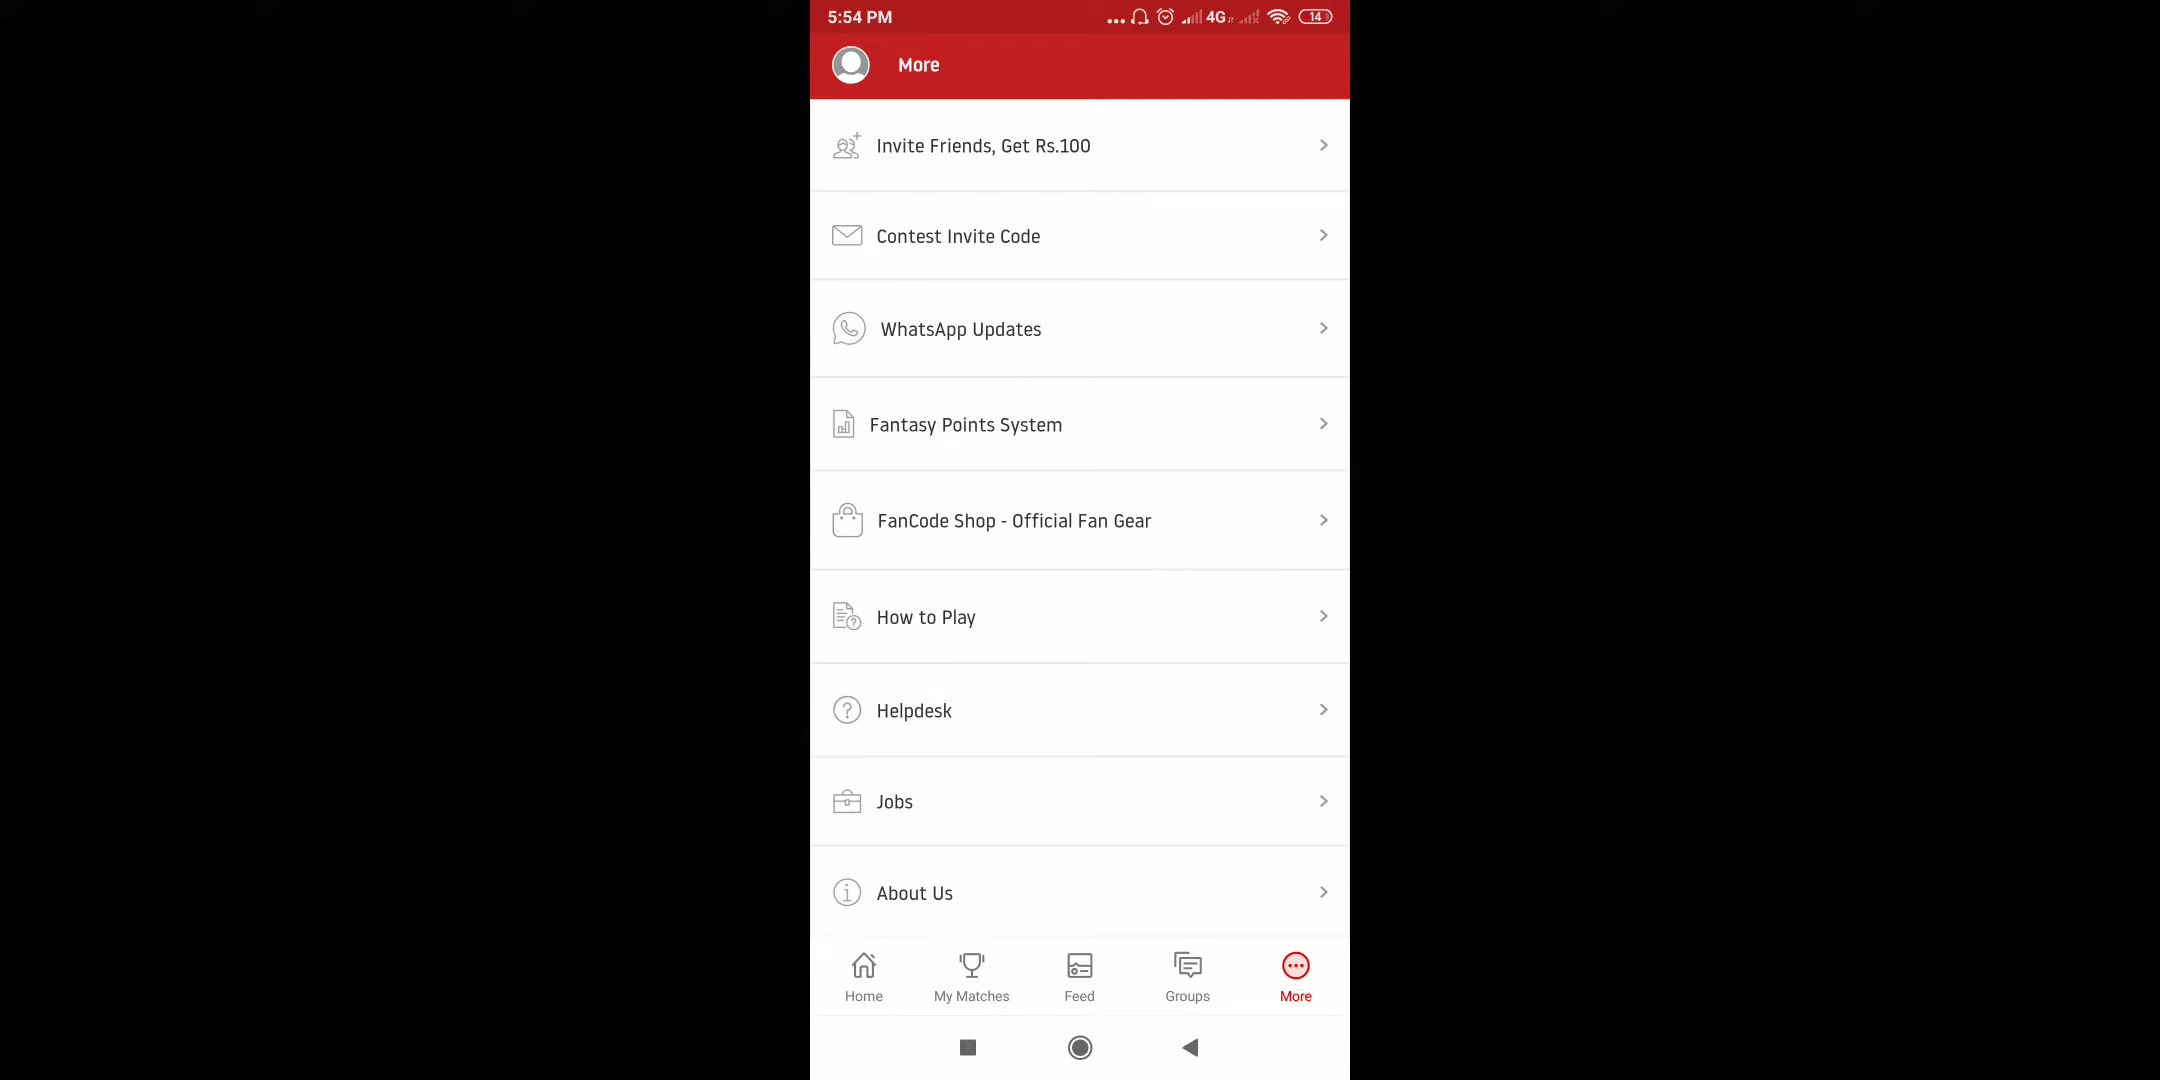 5:54 PM
4G
14
More
Invite Friends, Get Rs.100
Contest Invite Code
WhatsApp Updates
Fantasy Points System
FanCode Shop - Official Fan Gear
How to Play
Helpdesk
Jobs
About Us
Home
My Matches
Feed
Groups
More